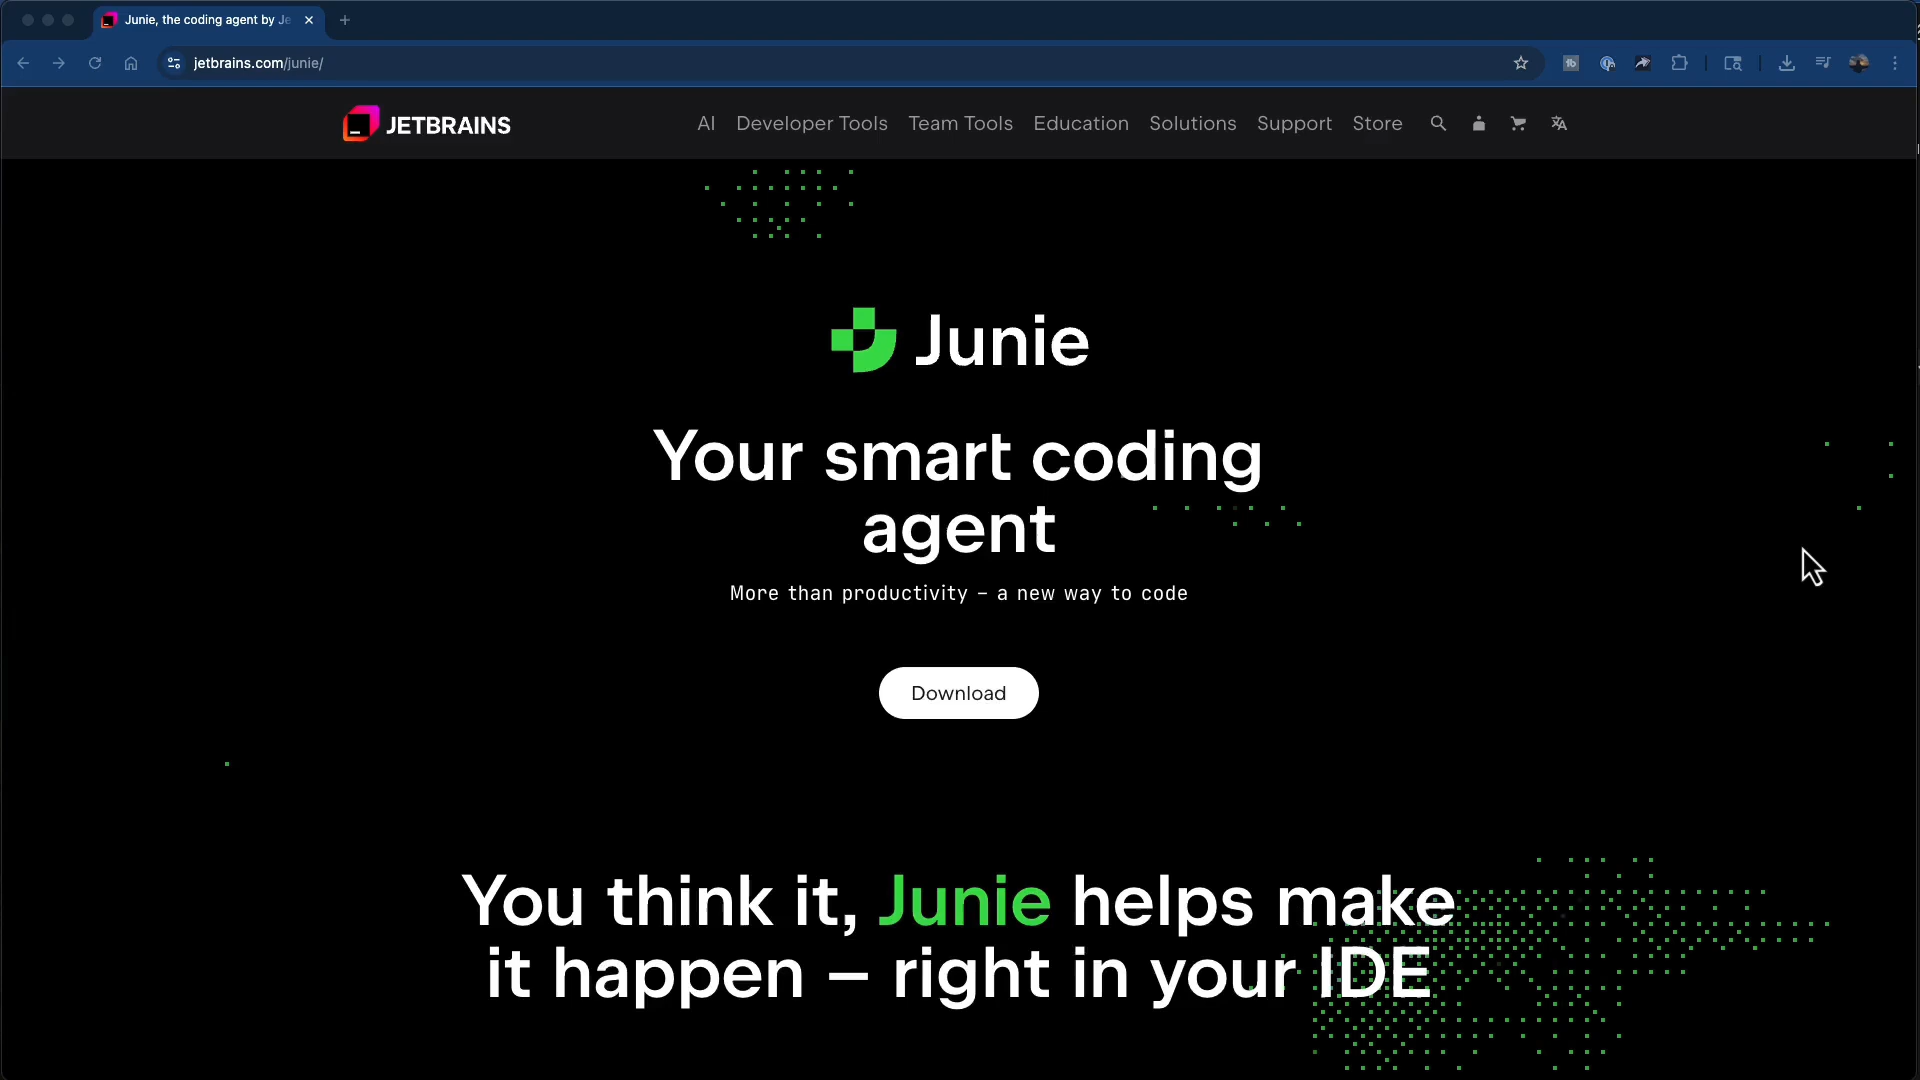 Junie, the coding agent by Je
jetbrains.com/junie/
JETBRAINS
AI Developer Tools Team Tools Education Solutions Support Store
Junie
Your smart coding
agent
More than productivity – a new way to code
Download
You think it, Junie helps make
it happen – right in your IDE